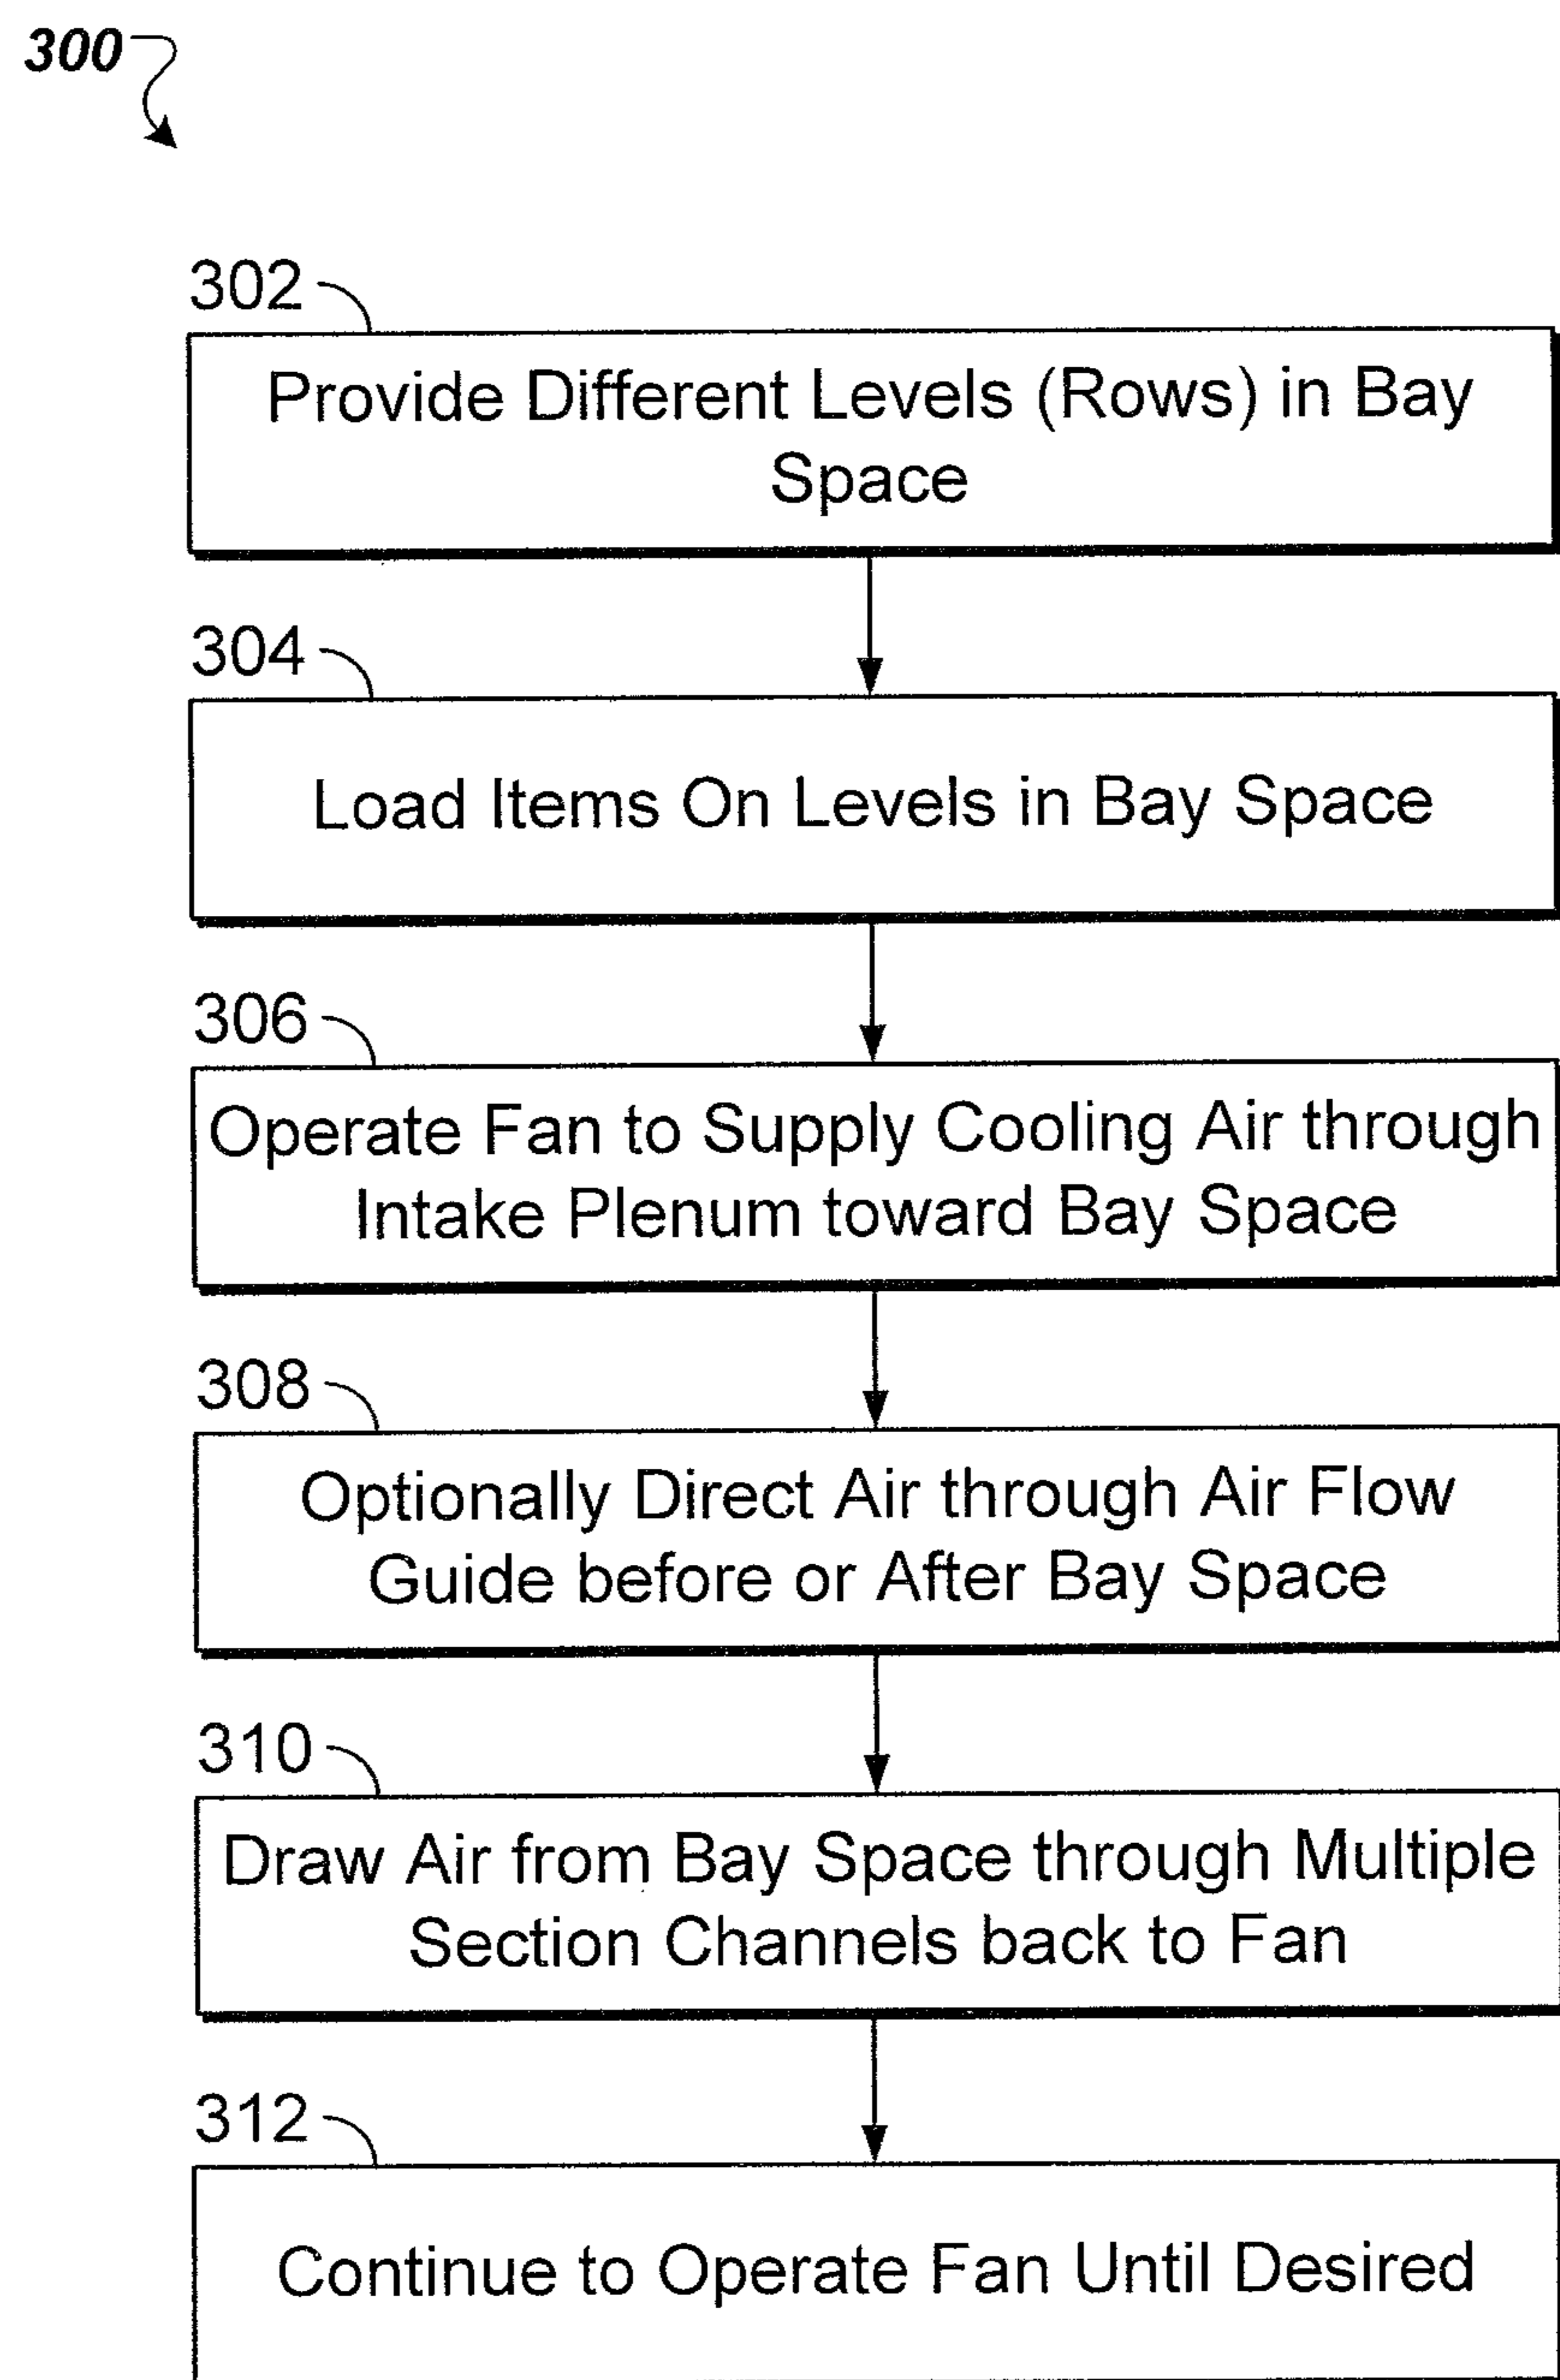 300
302
Provide Different Levels (Rows) in Bay
Space
304
Load Items On Levels in Bay Space
306
Operate Fan to Supply Cooling Air through
Intake Plenum toward Bay Space
308
Optionally Direct Air through Air Flow
Guide before or After Bay Space
310
Draw Air from Bay Space through Multiple
Section Channels back to Fan
312
Continue to Operate Fan Until Desired